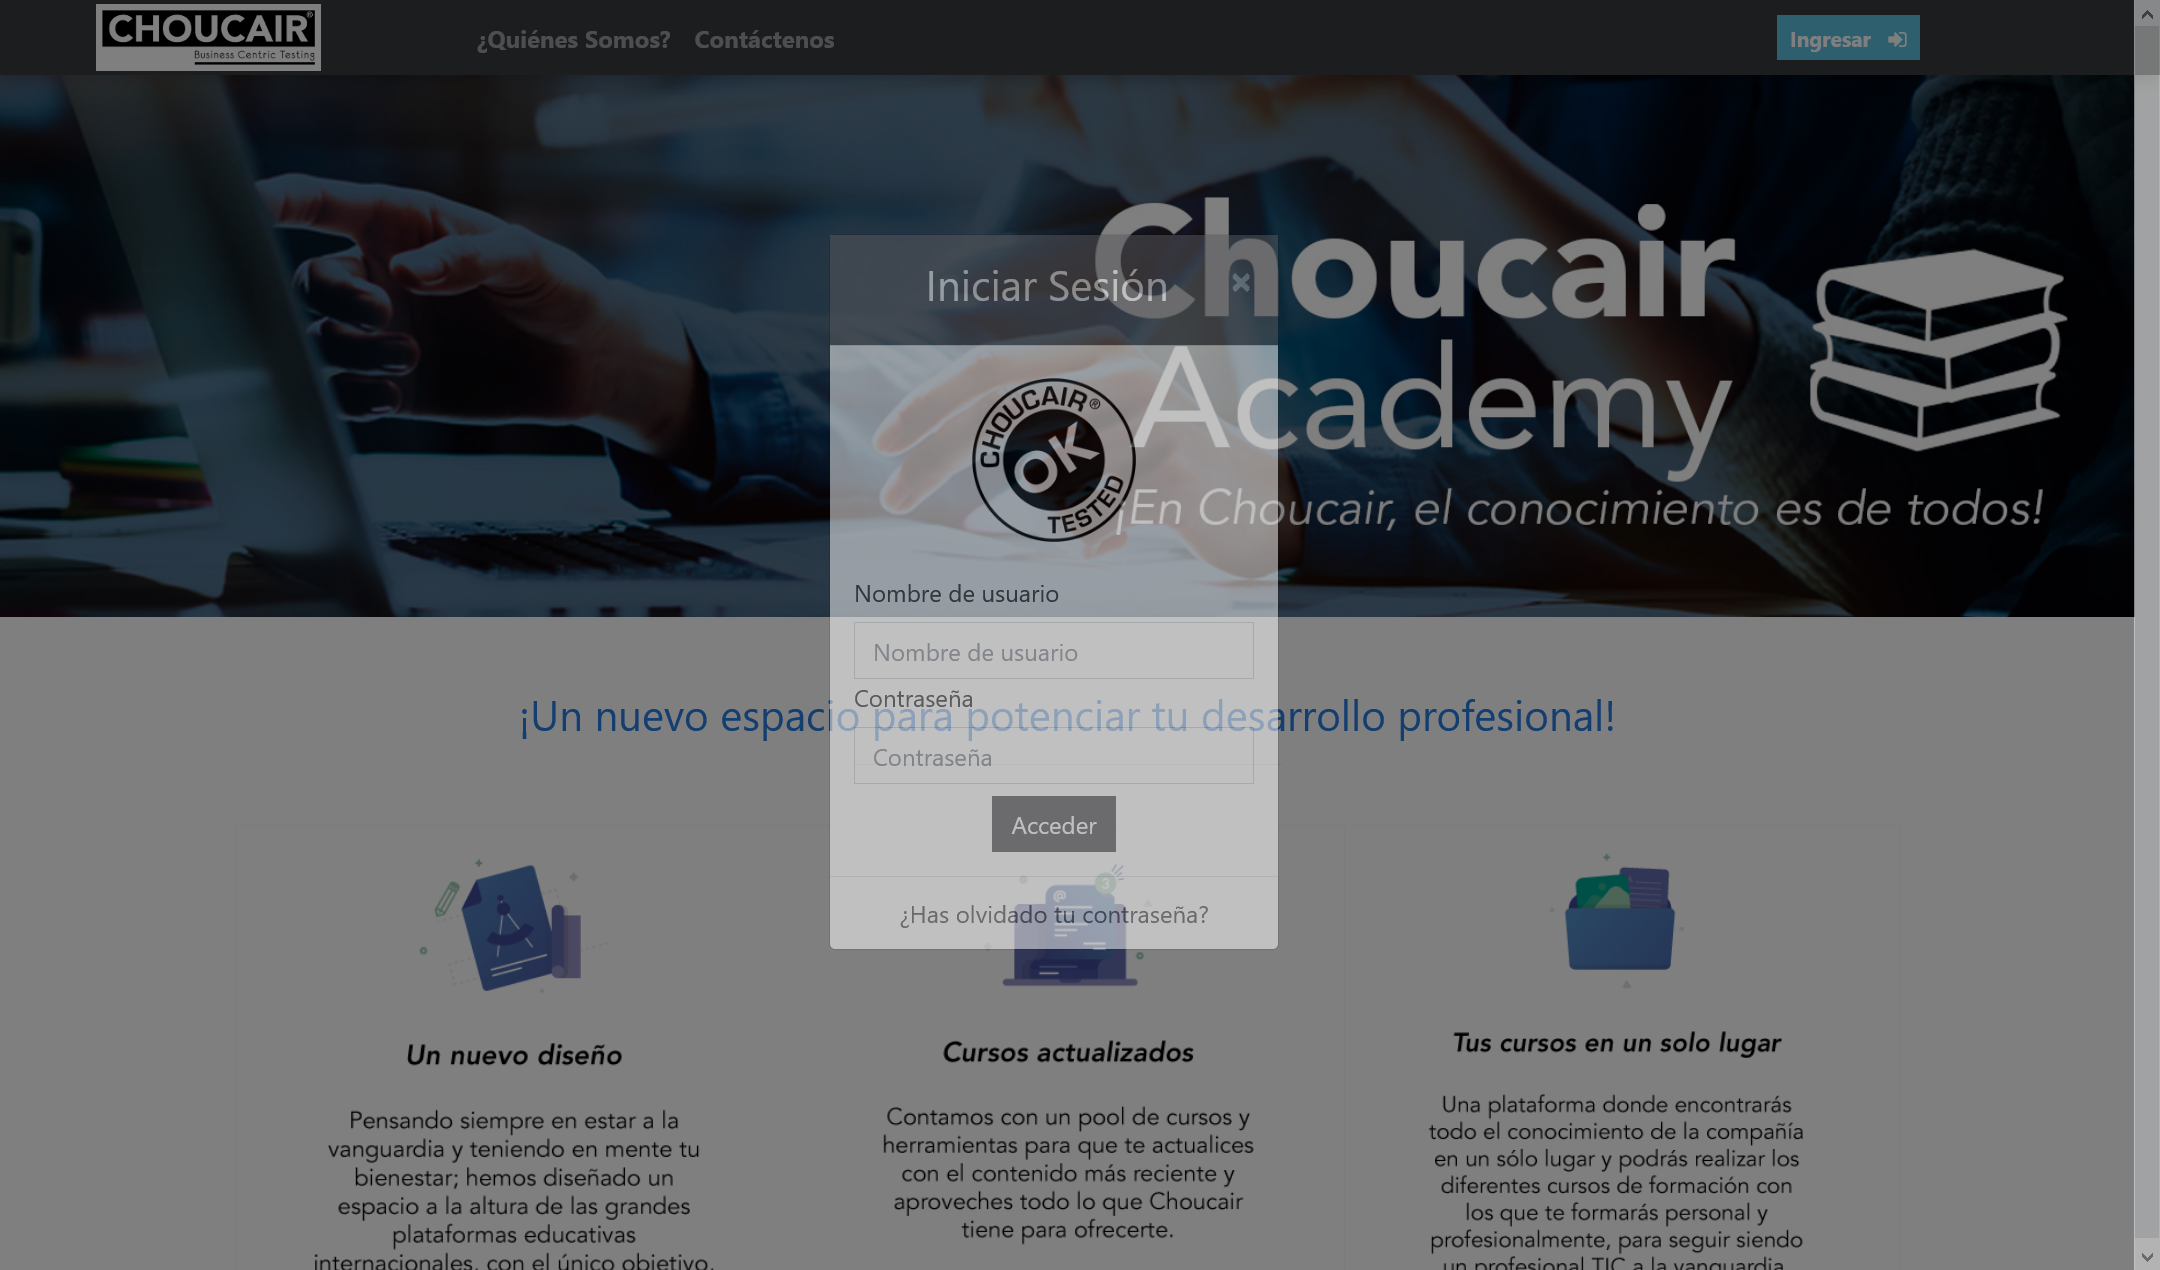 CHOUCAIR®
Business Centric Testing
¿Quiénes Somos?
Contáctenos
Ingresar
Choucair
Academy
¡En Choucair, el conocimiento es de todos!
Iniciar Sesión
×
CHOUCAIR®
OK
TESTED
Nombre de usuario
Nombre de usuario
Contraseña
Contraseña
Acceder
¿Has olvidado tu contraseña?
¡Un nuevo espacio para potenciar tu desarrollo profesional!
Un nuevo diseño
Pensando siempre en estar a la
vanguardia y teniendo en mente tu
bienestar; hemos diseñado un
espacio a la altura de las grandes
plataformas educativas
internacionales, con el único objetivo,
@
3
Cursos actualizados
Contamos con un pool de cursos y
herramientas para que te actualices
con el contenido más reciente y
aproveches todo lo que Choucair
tiene para ofrecerte.
Tus cursos en un solo lugar
Una plataforma donde encontrarás
todo el conocimiento de la compañía
en un sólo lugar y podrás realizar los
diferentes cursos de formación con
los que te formarás personal y
profesionalmente, para seguir siendo
un profesional TIC a la vanguardia